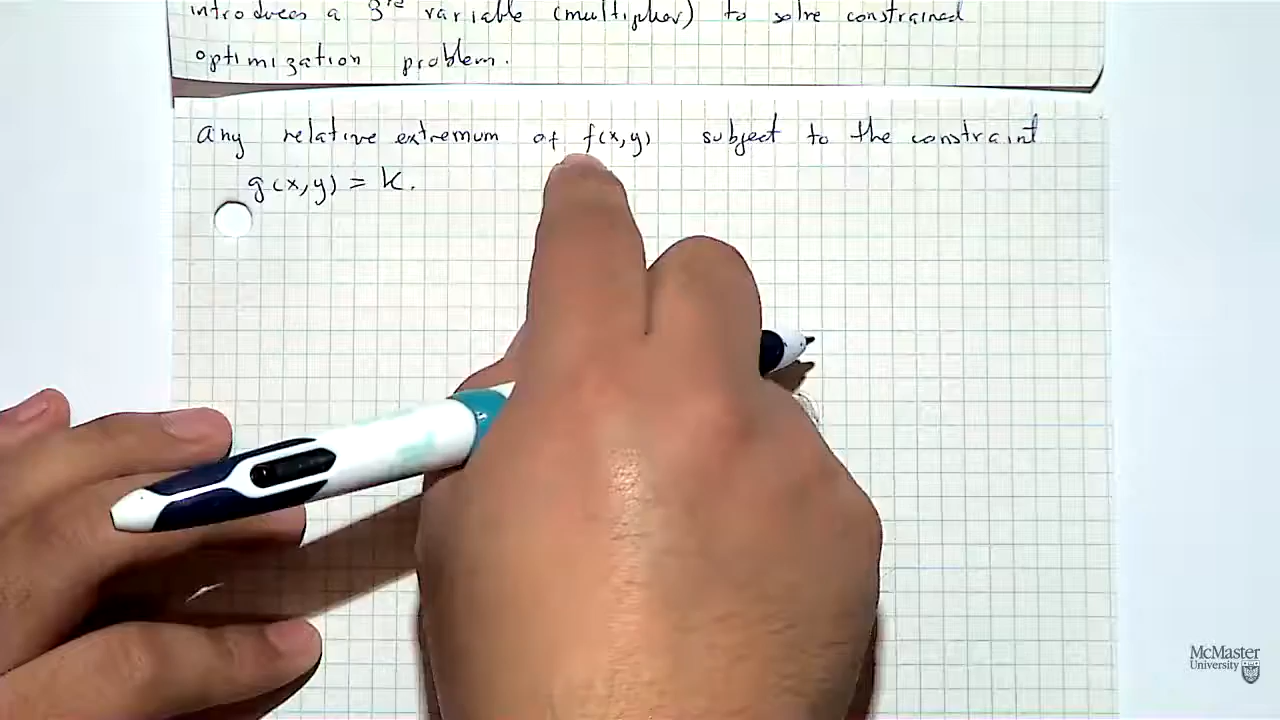 introduces a 3rd variable (multiplier) to solve constrained
optimization problem.
any relative extremum of f(x,y) subject to the constraint
g(x,y) = K.
McMaster
University